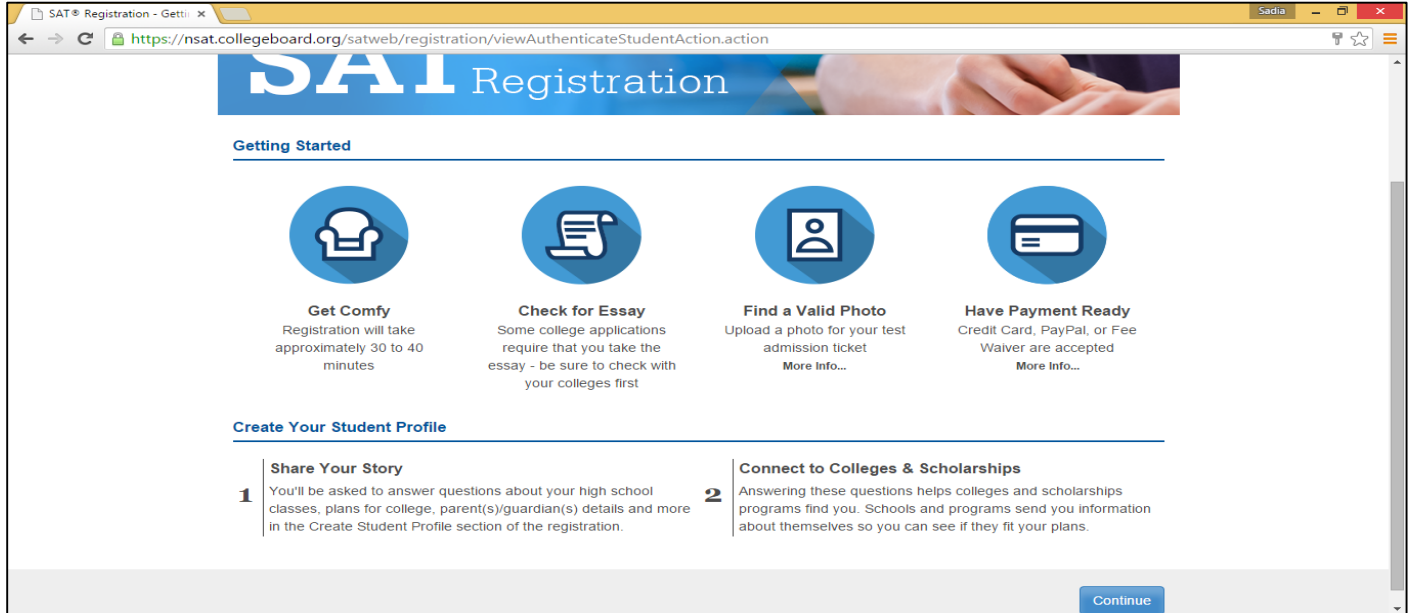 SAT® Registration - Getti
Sadia
https://nsat.collegeboard.org/satweb/registration/viewAuthenticateStudentAction.action
SAT Registration
Getting Started
Get Comfy
Registration will take
approximately 30 to 40
minutes
Check for Essay
Some college applications
require that you take the
essay - be sure to check with
your colleges first
Find a Valid Photo
Upload a photo for your test
admission ticket
More Info...
Have Payment Ready
Credit Card, PayPal, or Fee
Waiver are accepted
More Info...
Create Your Student Profile
1
Share Your Story
You'll be asked to answer questions about your high school
classes, plans for college, parent(s)/guardian(s) details and more
in the Create Student Profile section of the registration.
2
Connect to Colleges & Scholarships
Answering these questions helps colleges and scholarships
programs find you. Schools and programs send you information
about themselves so you can see if they fit your plans.
Continue